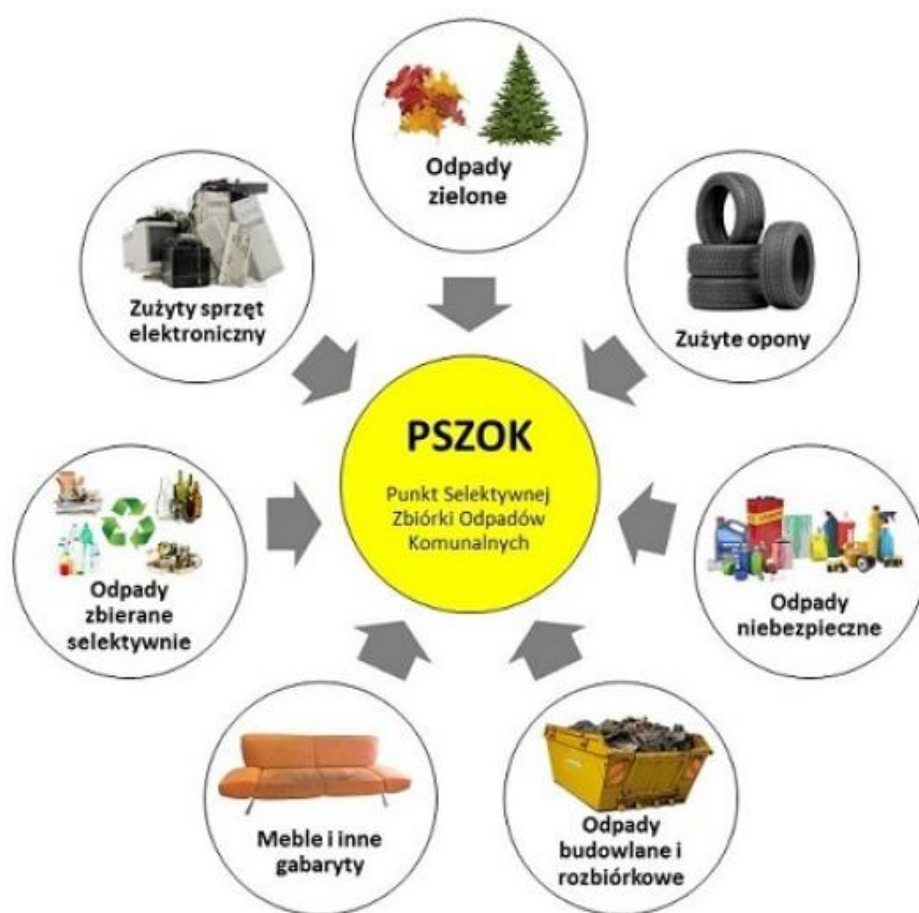 Odpady
zielone
Zużyty sprzęt
elektroniczny
Zużyte opony
PSZOK
Punkt Selektywnej
Zbiórki Odpadów
Komunalnych
Odpady
zbierane
selektywnie
Odpady
niebezpieczne
Meble i inne
gabaryty
Odpady
budowlane i
rozbiórkowe